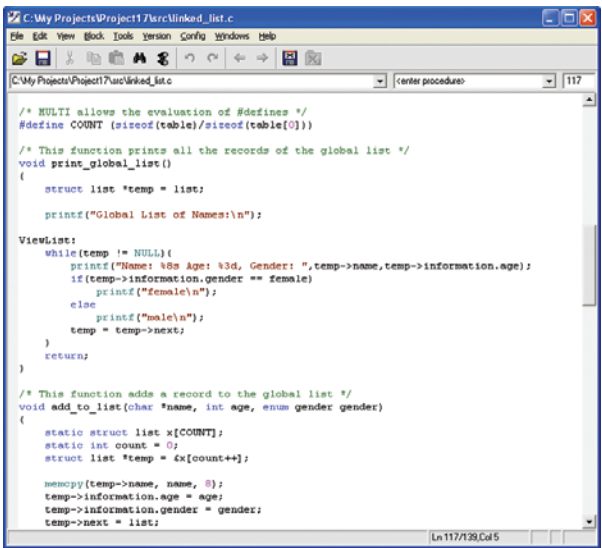 C:\My Projects\Project17\src\linked_list.c
File Edit View Block Tools Version Config Windows Help
C:\My Projects\Project17\src\linked_list.c <enter procedure> 117
/* MULTI allows the evaluation of #defines */
#define COUNT (sizeof(table)/sizeof(table[0]))
/* This function prints all the records of the global list */
void print_global_list()
{
struct list *temp = list;
printf("Global List of Names:\n");
ViewList:
while(temp != NULL){
printf("Name: %8s Age: %3d, Gender: ",temp->name,temp->information.age);
if(temp->information.gender == female)
printf("female\n");
else
printf("male\n");
temp = temp->next;
}
return;
}
/* This function adds a record to the global list */
void add_to_list(char *name, int age, enum gender gender)
{
static struct list x[COUNT];
static int count = 0;
struct list *temp = &x[count++];
memcpy(temp->name, name, 8);
temp->information.age = age;
temp->information.gender = gender;
temp->next = list;
Ln 117/139,Col 5